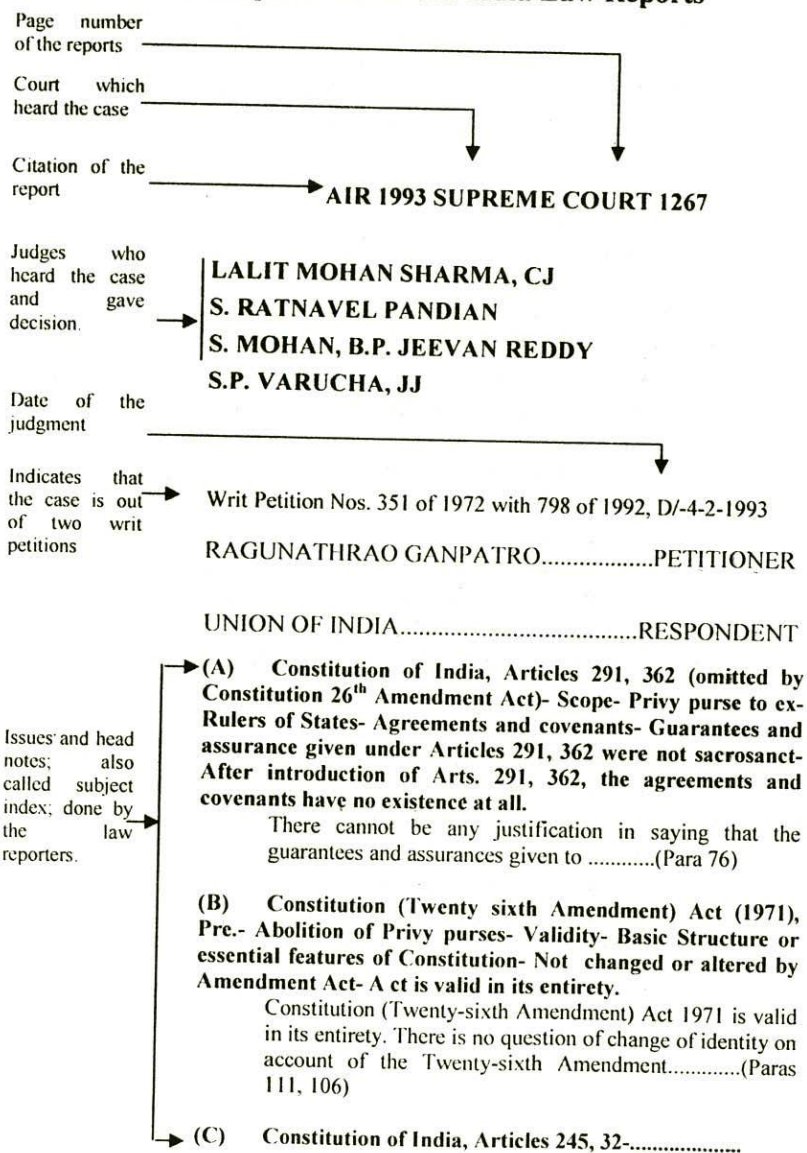 Law Reports
Page number
of the reports
Court which
heard the case
Citation of the
report
AIR 1993 SUPREME COURT 1267
Judges who
heard the case
and gave
decision.
LALIT MOHAN SHARMA, CJ
S. RATNAVEL PANDIAN
S. MOHAN, B.P. JEEVAN REDDY
S.P. VARUCHA, JJ
Date of the
judgment
Indicates that
the case is out
of two writ
petitions
Writ Petition Nos. 351 of 1972 with 798 of 1992, D/-4-2-1993
RAGUNATHRAO GANPATRO..................PETITIONER
UNION OF INDIA.....................................RESPONDENT
Issues and head
notes; also
called subject
index; done by
the law
reporters.
(A) Constitution of India, Articles 291, 362 (omitted by
Constitution 26th Amendment Act)- Scope- Privy purse to ex-
Rulers of States- Agreements and covenants- Guarantees and
assurance given under Articles 291, 362 were not sacrosanct-
After introduction of Arts. 291, 362, the agreements and
covenants have no existence at all.
There cannot be any justification in saying that the
guarantees and assurances given to ............(Para 76)
(B) Constitution (Twenty sixth Amendment) Act (1971),
Pre.- Abolition of Privy purses- Validity- Basic Structure or
essential features of Constitution- Not changed or altered by
Amendment Act- A ct is valid in its entirety.
Constitution (Twenty-sixth Amendment) Act 1971 is valid
in its entirety. There is no question of change of identity on
account of the Twenty-sixth Amendment.............(Paras
111, 106)
(C) Constitution of India, Articles 245, 32-....................